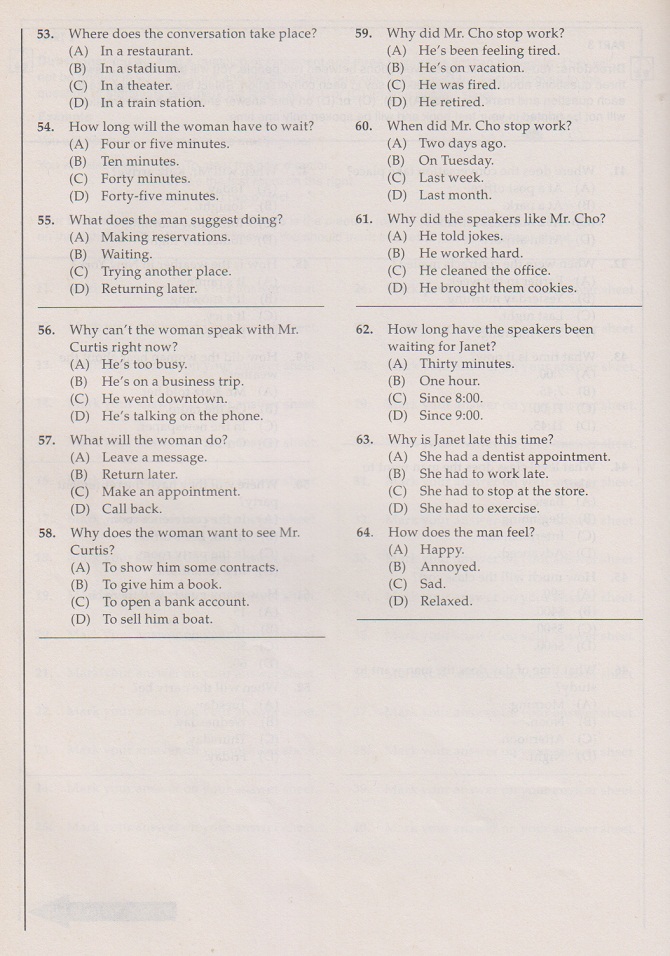 53. Where does the conversation take place?
(A) In a restaurant.
(B) In a stadium.
(C) In a theater.
(D) In a train station.
54. How long will the woman have to wait?
(A) Four or five minutes.
(B) Ten minutes.
(C) Forty minutes.
(D) Forty-five minutes.
55. What does the man suggest doing?
(A) Making reservations.
(B) Waiting.
(C) Trying another place.
(D) Returning later.
56. Why can't the woman speak with Mr.
Curtis right now?
(A) He's too busy.
(B) He's on a business trip.
(C) He went downtown.
(D) He's talking on the phone.
57. What will the woman do?
(A) Leave a message.
(B) Return later.
(C) Make an appointment.
(D) Call back.
58. Why does the woman want to see Mr.
Curtis?
(A) To show him some contracts.
(B) To give him a book.
(C) To open a bank account.
(D) To sell him a boat.
59. Why did Mr. Cho stop work?
(A) He's been feeling tired.
(B) He's on vacation.
(C) He was fired.
(D) He retired.
60. When did Mr. Cho stop work?
(A) Two days ago.
(B) On Tuesday.
(C) Last week.
(D) Last month.
61. Why did the speakers like Mr. Cho?
(A) He told jokes.
(B) He worked hard.
(C) He cleaned the office.
(D) He brought them cookies.
62. How long have the speakers been
waiting for Janet?
(A) Thirty minutes.
(B) One hour.
(C) Since 8:00.
(D) Since 9:00.
63. Why is Janet late this time?
(A) She had a dentist appointment.
(B) She had to work late.
(C) She had to stop at the store.
(D) She had to exercise.
64. How does the man feel?
(A) Happy.
(B) Annoyed.
(C) Sad.
(D) Relaxed.